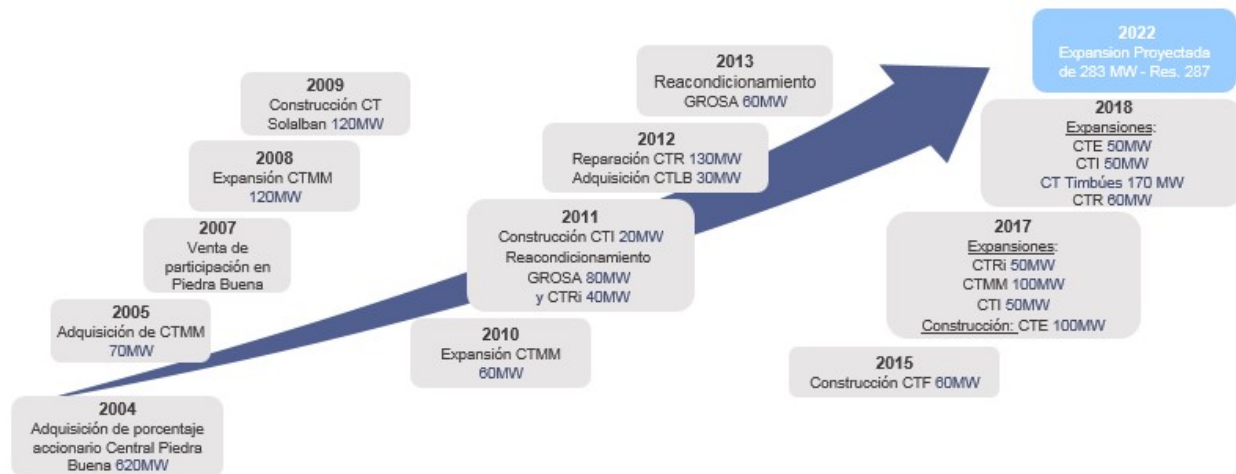 2004
Adquisición de porcentaje
accionario Central Piedra
Buena 620MW
2005
Adquisición de CTMM
70MW
2007
Venta de
participación en
Piedra Buena
2008
Expansión CTMM
120MW
2009
Construcción CT
Solalban 120MW
2010
Expansión CTMM
60MW
2011
Construcción CTI 20MW
Reacondicionamiento
GROSA 80MW
y CTRi 40MW
2012
Reparación CTR 130MW
Adquisición CTLB 30MW
2013
Reacondicionamiento
GROSA 60MW
2015
Construcción CTF 60MW
2017
Expansiones:
CTRi 50MW
CTMM 100MW
CTI 50MW
Construcción: CTE 100MW
2018
Expansiones:
CTE 50MW
CTI 50MW
CT Timbúes 170 MW
CTR 60MW
2022
Expansion Proyectada
de 283 MW - Res. 287